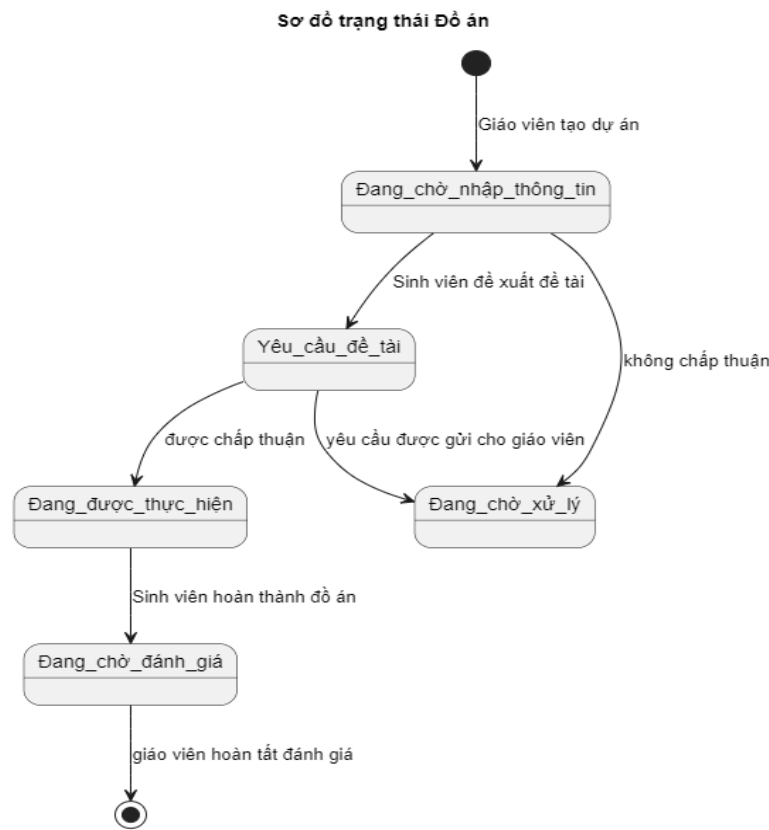 Sơ đồ trạng thái Đồ án
Giáo viên tạo dự án
Đang_chờ_nhập_thông_tin
Sinh viên đề xuất đề tài
Yêu_cầu_đề_tài
không chấp thuận
được chấp thuận
yêu cầu được gửi cho giáo viên
Đang_được_thực_hiện
Đang_chờ_xử_lý
Sinh viên hoàn thành đồ án
Đang_chờ_đánh_giá
giáo viên hoàn tất đánh giá